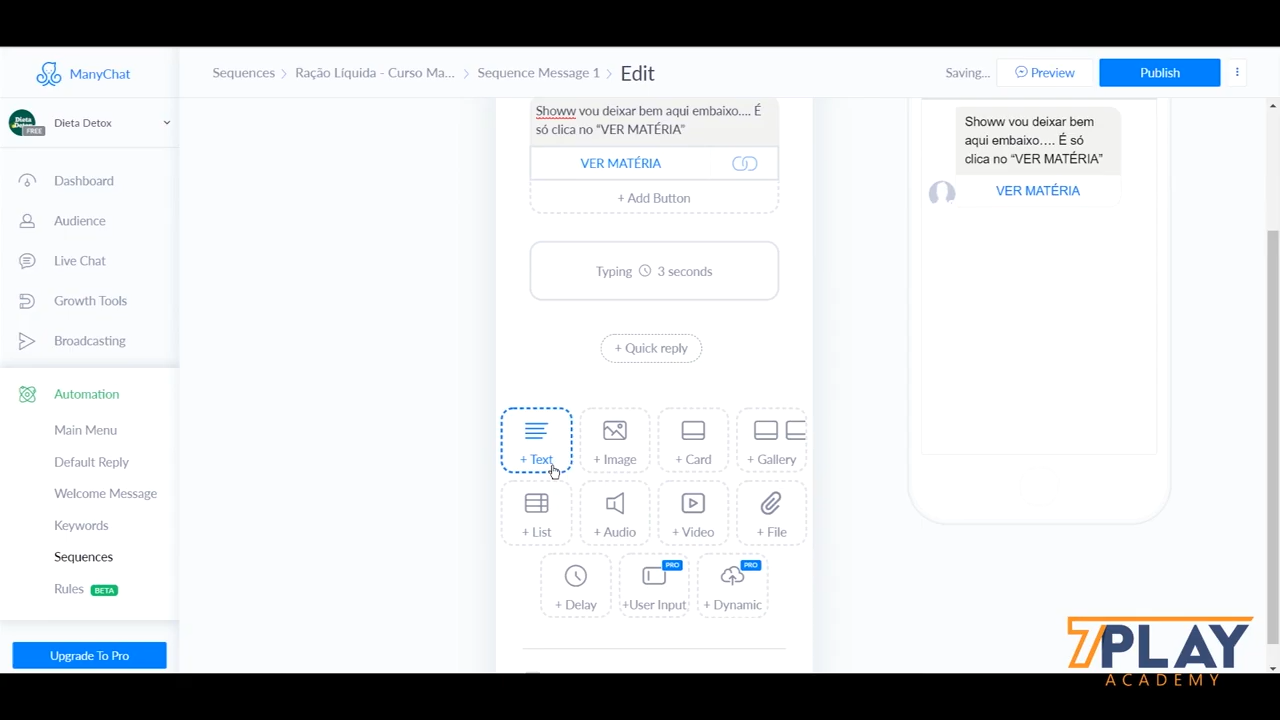 ManyChat
Sequences > Ração Líquida - Curso Ma... > Sequence Message 1 > Edit
Saving...
Preview
Publish
Dieta Detox
FREE
Dieta Detox
Dashboard
Audience
Live Chat
Growth Tools
Broadcasting
Automation
Main Menu
Default Reply
Welcome Message
Keywords
Sequences
Rules BETA
Upgrade To Pro
Showw vou deixar bem aqui embaixo.... É
só clica no “VER MATÉRIA”
VER MATÉRIA
+ Add Button
Typing 3 seconds
+ Quick reply
+ Text
+ Image
+ Card
+ Gallery
+ List
+ Audio
+ Video
+ File
+ Delay
PRO
+User Input
PRO
+ Dynamic
Showw vou deixar bem
aqui embaixo.... É só
clica no “VER MATÉRIA”
VER MATÉRIA
7PLAY
ACADEMY